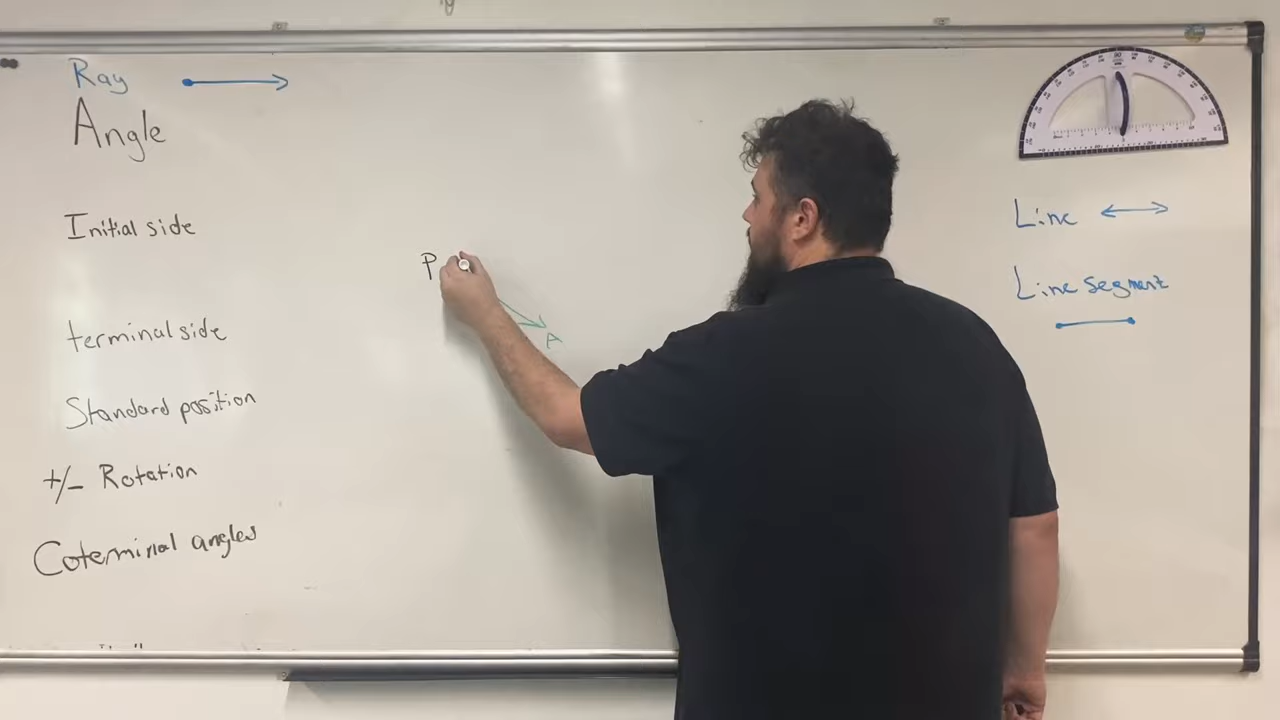 Ray
Angle
Initial side
terminal side
Standard position
+/- Rotation
Coterminal angles
P
A
Line
Line segment